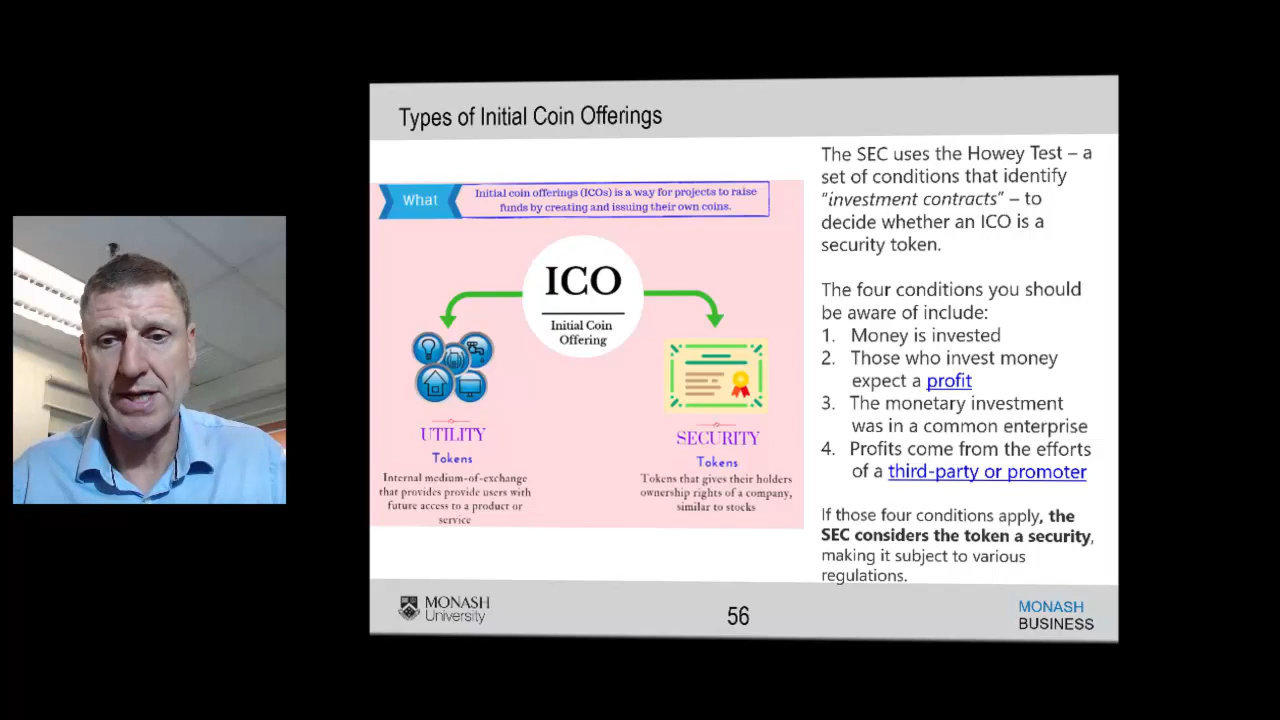 Types of Initial Coin Offerings
What
Initial coin offerings (ICOs) is a way for projects to raise
funds by creating and issuing their own coins.
ICO
Initial Coin
Offering
UTILITY
Tokens
Internal medium-of-exchange
that provides provide users with
future access to a product or
service
SECURITY
Tokens
Tokens that gives their holders
ownership rights of a company,
similar to stocks
The SEC uses the Howey Test – a
set of conditions that identify
“investment contracts” – to
decide whether an ICO is a
security token.
The four conditions you should
be aware of include:
1. Money is invested
2. Those who invest money
expect a profit
3. The monetary investment
was in a common enterprise
4. Profits come from the efforts
of a third-party or promoter
If those four conditions apply, the
SEC considers the token a security,
making it subject to various
regulations.
MONASH
University
56
MONASH
BUSINESS